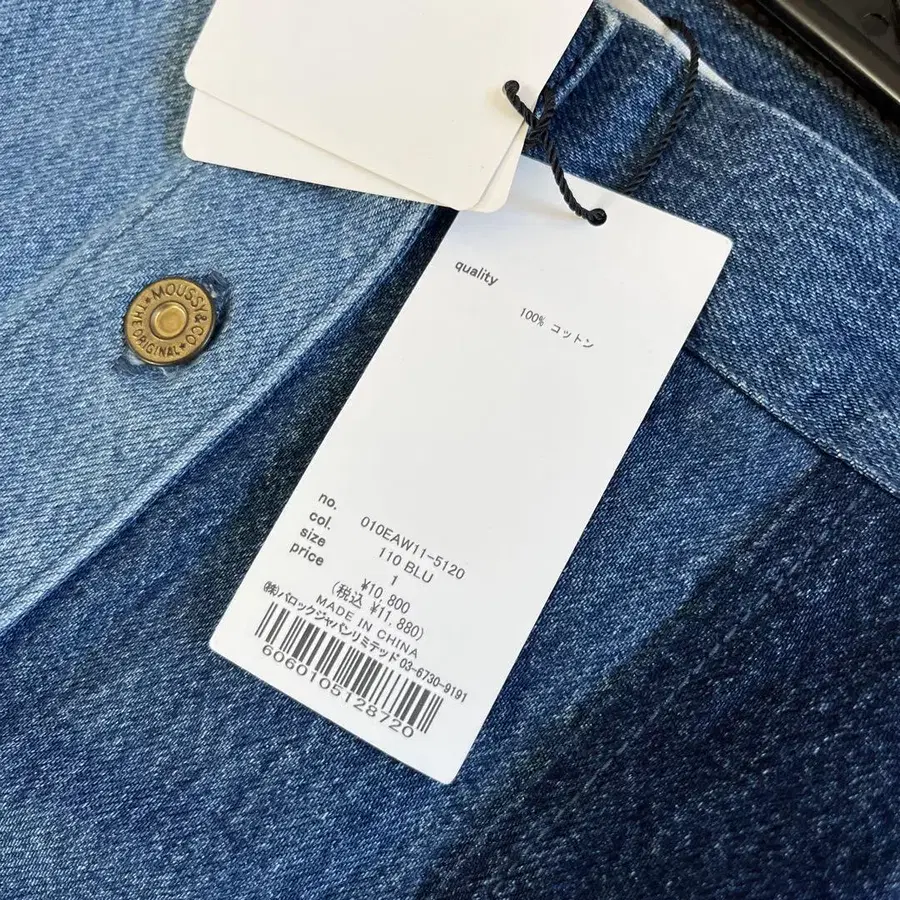 MOUSSY&CO
THE ORIGINAL
quality
100% コットン
no. 010EAW11-5120
col. 110 BLU
size 1
price ¥10,800
(税込 ¥11,880)
MADE IN CHINA
㈱バロックジャパンリミテッド 03-6730-9191
6060105128720